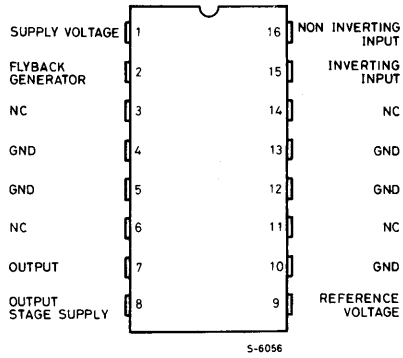 SUPPLY VOLTAGE 1
16 NON INVERTING
INPUT
FLYBACK
GENERATOR 2
15 INVERTING
INPUT
NC 3
14 NC
GND 4
13 GND
GND 5
12 GND
NC 6
11 NC
OUTPUT 7
10 GND
OUTPUT
STAGE SUPPLY 8
9 REFERENCE
VOLTAGE
S-6056